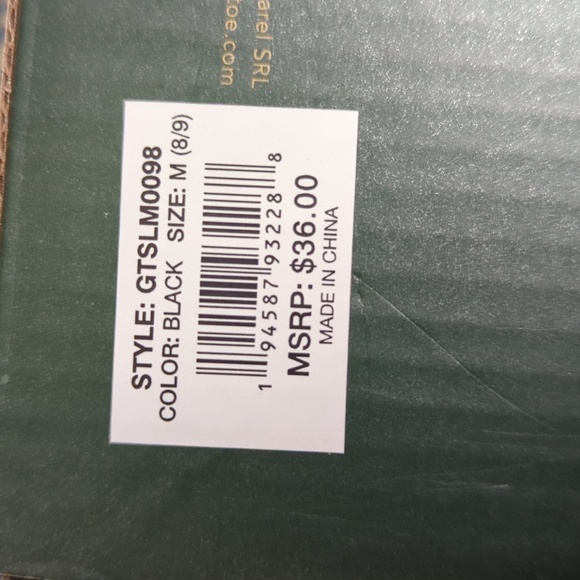 arel SRL
oe.com
STYLE: GTSLM0098
COLOR: BLACK SIZE: M (8/9)
1 94587 93228 8
MSRP: $36.00
MADE IN CHINA